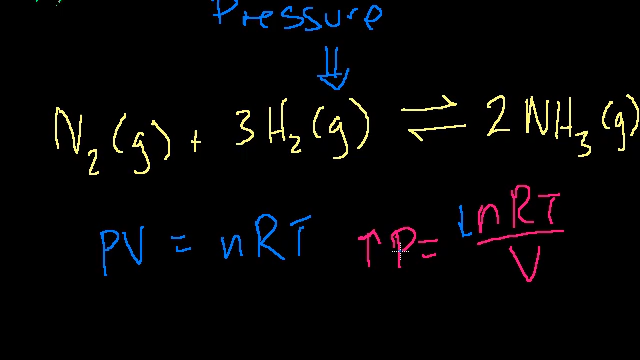 Pressure
⇓
N₂(g) + 3H₂(g) ⇌ 2NH₃(g)
PV = nRT ↑P = ↓nRT/V